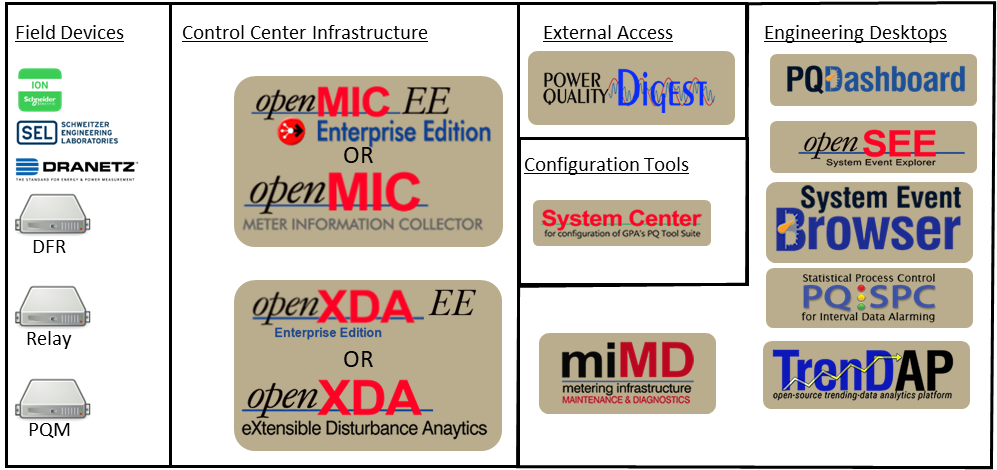 Field Devices
ION
Schneider
SEL SCHWEITZER
ENGINEERING
LABORATORIES
DRANETZ
THE STANDARD FOR ENERGY & POWER MEASUREMENT
DFR
Relay
PQM
Control Center Infrastructure
openMIC EE
Enterprise Edition
OR
openMIC
METER INFORMATION COLLECTOR
openXDA EE
Enterprise Edition
OR
openXDA
eXtensible Disturbance Anaytics
External Access
POWER
QUALITY DiGEST
Configuration Tools
System Center
for configuration of GPA's PQ Tool Suite
miMD
metering infrastructure
MAINTENANCE & DIAGNOSTICS
Engineering Desktops
PQDashboard
openSEE
System Event Explorer
System Event
Browser
Statistical Process Control
PQ:SPC
for Interval Data Alarming
TrenDAP
open-source trending-data analytics platform